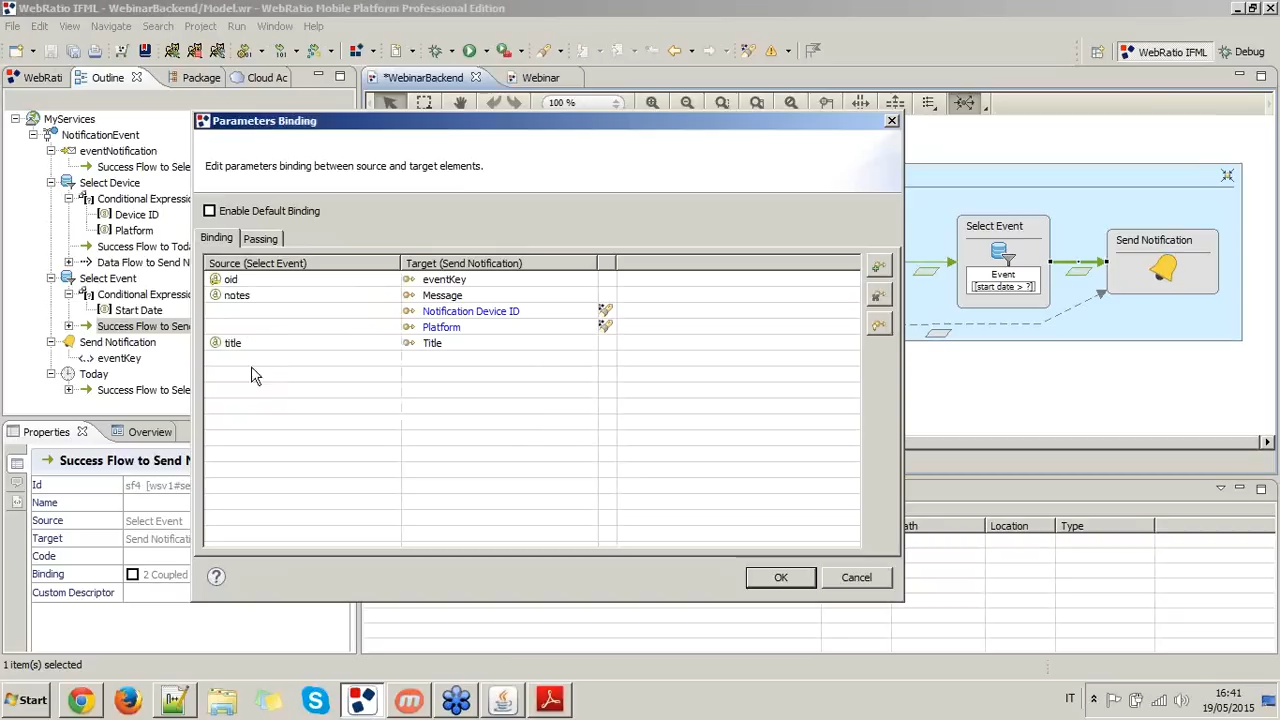 WebRatio IFML - WebinarBackend/Model.wr - WebRatio Mobile Platform Professional Edition
File Edit View Navigate Search Project Run Window Help
WebRatio IFML Debug
WebRati Outline Package Cloud Ac
*WebinarBackend Webinar
100 %
MyServices
NotificationEvent
eventNotification
Success Flow to Sele
Select Device
Conditional Expressio
Device ID
Platform
Success Flow to Toda
Data Flow to Send N
Select Event
Conditional Expressio
Start Date
Success Flow to Send
Send Notification
eventKey
Today
Success Flow to Sele
Parameters Binding
Edit parameters binding between source and target elements.
Enable Default Binding
Binding Passing
Source (Select Event) Target (Send Notification)
oid eventKey
notes Message
Notification Device ID
Platform
title Title
OK Cancel
Select Event
Event
[[start date > ?]]
Send Notification
Properties Overview
Success Flow to Send N
Id sf4 [wsv1#se
Name
Source Select Event
Target Send Notificati
Code
Binding 2 Coupled
Custom Descriptor
ath Location Type
1 item(s) selected
Start
IT
16:41
19/05/2015